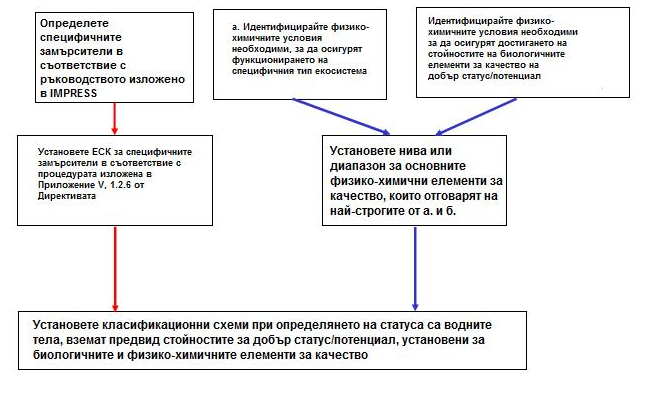 Определете
специфичните
замърсители в
съответствие с
ръководството изложено
в IMPRESS
а. Идентифицирайте физико-
химичните условия
необходими, за да осигурят
функционирането на
специфичния тип екосистема
Идентифицирайте физико-
химичните условия необходими
за да осигурят достигането на
стойностите на биологичните
елементи за качество на
добър статус/потенциал
Установете ЕСК за специфичните
замърсители в съответствие с
процедурата изложена в
Приложение V, 1.2.6 от
Директивата
Установете нива или
диапазон за основните
физико-химични елементи за
качество, които отговарят на
най-строгите от а. и б.
Установете класификационни схеми при определянето на статуса са водните
тела, вземат предвид стойностите за добър статус/потенциал, установени за
биологичните и физико-химичните елементи за качество